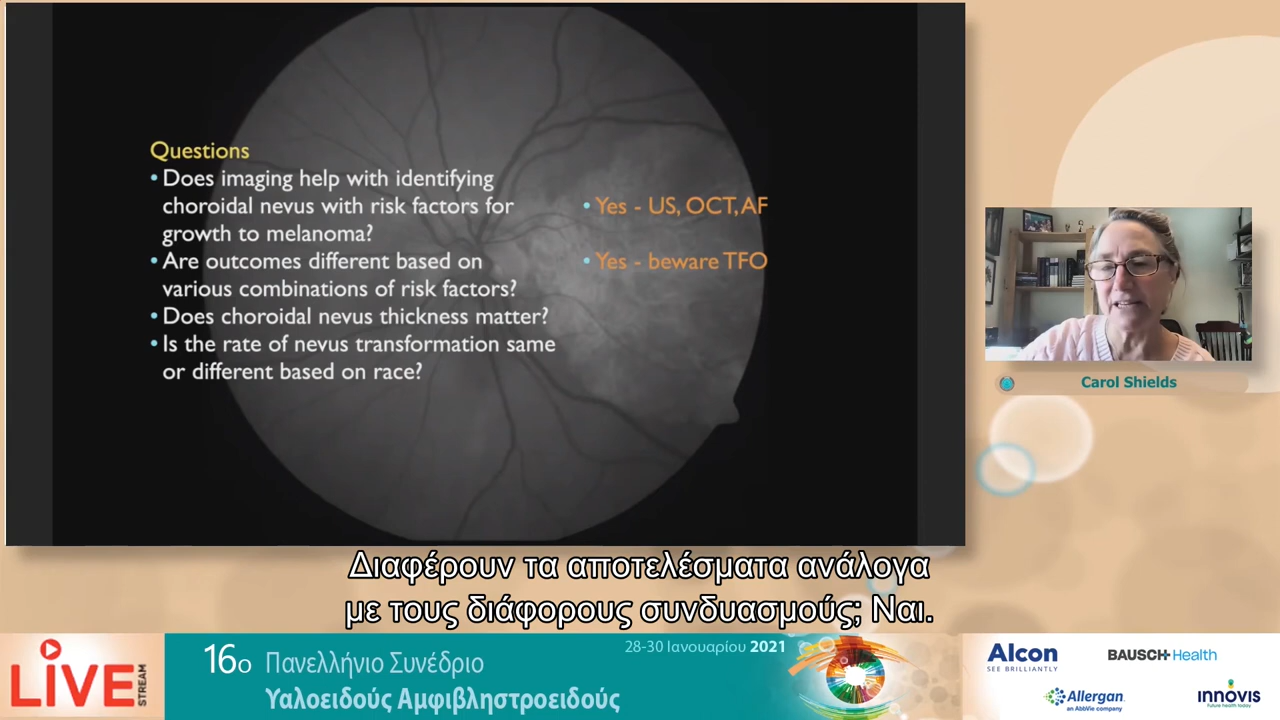 Questions
• Does imaging help with identifying
choroidal nevus with risk factors for
growth to melanoma?
• Are outcomes different based on
various combinations of risk factors?
• Does choroidal nevus thickness matter?
• Is the rate of nevus transformation same
or different based on race?
• Yes - US, OCT, AF
• Yes - beware TFO
Carol Shields
Διαφέρουν τα αποτελέσματα ανάλογα
με τους διάφορους συνδυασμούς; Ναι.
LIVE
STREAM
16ο Πανελλήνιο Συνέδριο
Υαλοειδούς Αμφιβληστροειδούς
28-30 Ιανουαρίου 2021
Alcon
SEE BRILLIANTLY
BAUSCH+Health
Allergan
an AbbVie company
INNOVIS
Future health today